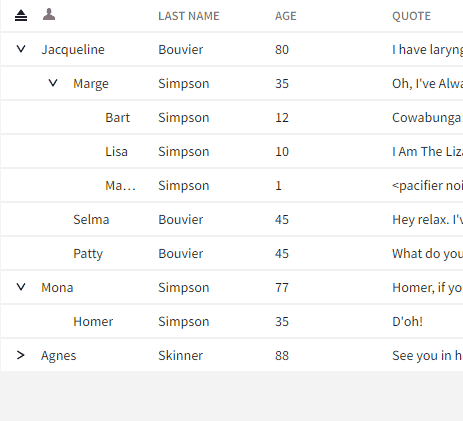 LAST NAME AGE QUOTE
Jacqueline Bouvier 80 I have laryng
Marge Simpson 35 Oh, I've Alwa
Bart Simpson 12 Cowabunga
Lisa Simpson 10 I Am The Liza
Ma… Simpson 1 <pacifier noi
Selma Bouvier 45 Hey relax. I'v
Patty Bouvier 45 What do you
Mona Simpson 77 Homer, if yo
Homer Simpson 35 D'oh!
Agnes Skinner 88 See you in h